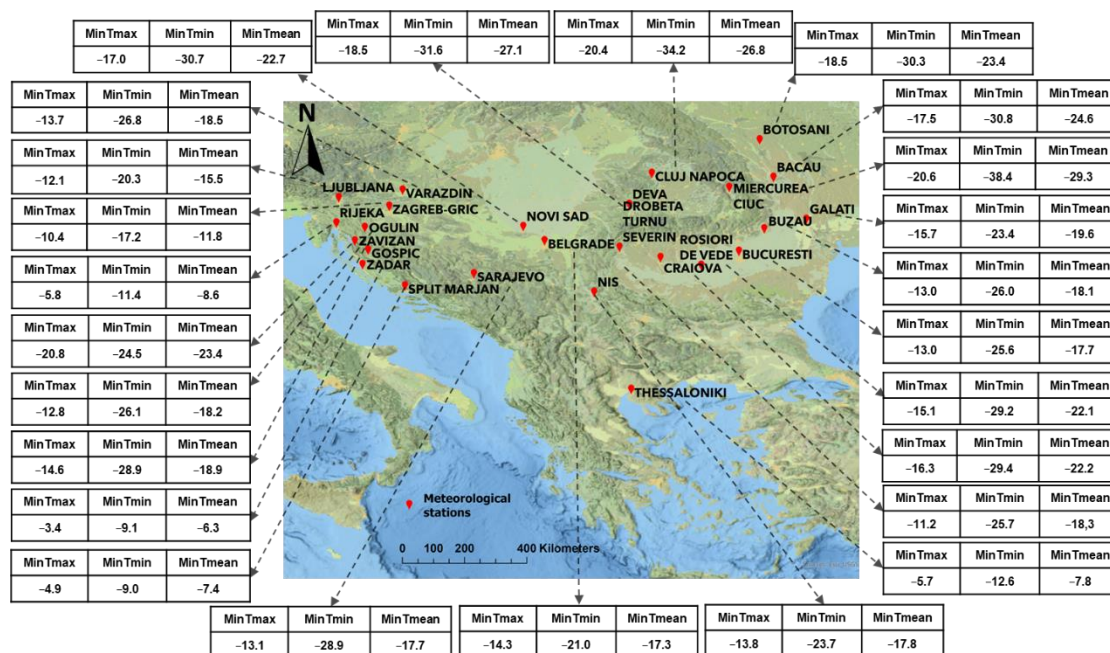 MinTmax MinTmin MinTmean
−17.0 −30.7 −22.7
MinTmax MinTmin MinTmean
−18.5 −31.6 −27.1
MinTmax MinTmin MinTmean
−20.4 −34.2 −26.8
MinTmax MinTmin MinTmean
−18.5 −30.3 −23.4
MinTmax MinTmin MinTmean
−13.7 −26.8 −18.5
MinTmax MinTmin MinTmean
−12.1 −20.3 −15.5
MinTmax MinTmin MinTmean
−10.4 −17.2 −11.8
MinTmax MinTmin MinTmean
−5.8 −11.4 −8.6
MinTmax MinTmin MinTmean
−20.8 −24.5 −23.4
MinTmax MinTmin MinTmean
−12.8 −26.1 −18.2
MinTmax MinTmin MinTmean
−14.6 −28.9 −18.9
MinTmax MinTmin MinTmean
−3.4 −9.1 −6.3
MinTmax MinTmin MinTmean
−4.9 −9.0 −7.4
N
BOTOSANI
BACAU
CLUJ NAPOCA
MIERCUREA
CIUC
LJUBLJANA
VARAZDIN
DEVA
DROBETA
TURNU
SEVERIN
ZAGREB-GRIC
RIJEKA
OGULIN
NOVI SAD
GALATI
BUZAU
ZAVIZAN
GOSPIC
ZADAR
BELGRADE
ROSIORI
DE VEDE
BUCURESTI
CRAIOVA
SARAJEVO
SPLIT MARJAN
NIS
THESSALONIKI
Meteorological
stations
0 100 200 400 Kilometers
MinTmax MinTmin MinTmean
−17.5 −30.8 −24.6
MinTmax MinTmin MinTmean
−20.6 −38.4 −29.3
MinTmax MinTmin MinTmean
−15.7 −23.4 −19.6
MinTmax MinTmin MinTmean
−13.0 −26.0 −18.1
MinTmax MinTmin MinTmean
−13.0 −25.6 −17.7
MinTmax MinTmin MinTmean
−15.1 −29.2 −22.1
MinTmax MinTmin MinTmean
−16.3 −29.4 −22.2
MinTmax MinTmin MinTmean
−11.2 −25.7 −18,3
MinTmax MinTmin MinTmean
−5.7 −12.6 −7.8
MinTmax MinTmin MinTmean
−13.1 −28.9 −17.7
MinTmax MinTmin MinTmean
−14.3 −21.0 −17.3
MinTmax MinTmin MinTmean
−13.8 −23.7 −17.8